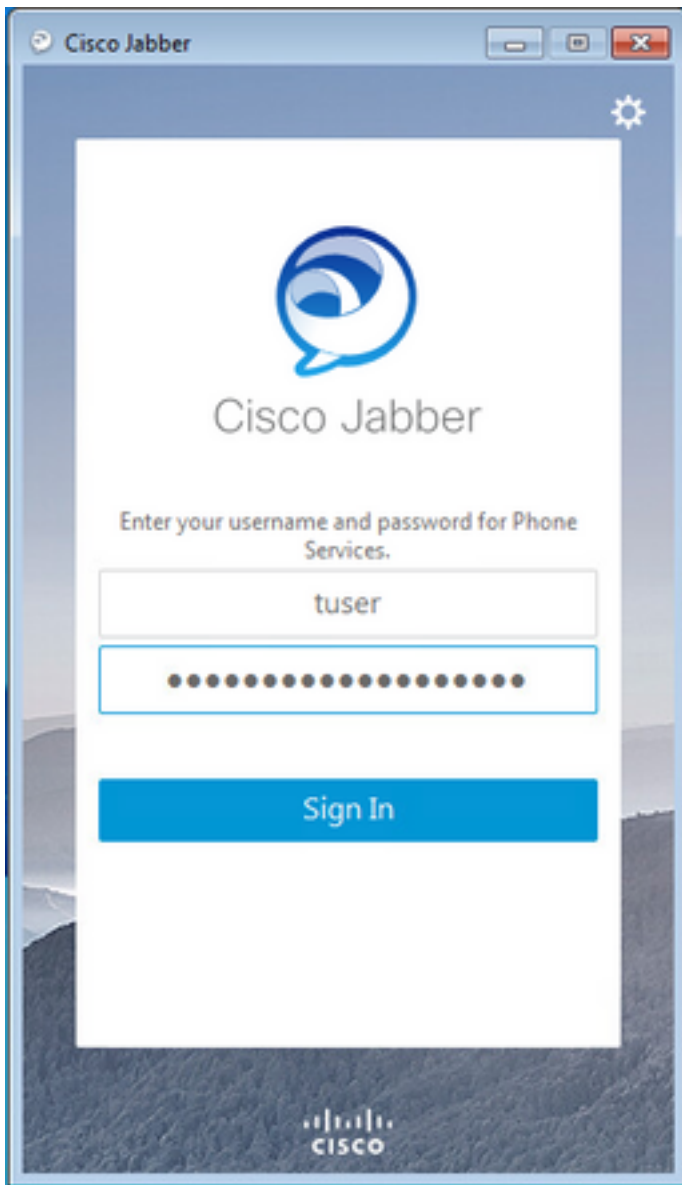 Cisco Jabber
Cisco Jabber
Enter your username and password for Phone
Services.
tuser
●●●●●●●●●●●●●●●●●●●
Sign In
CISCO